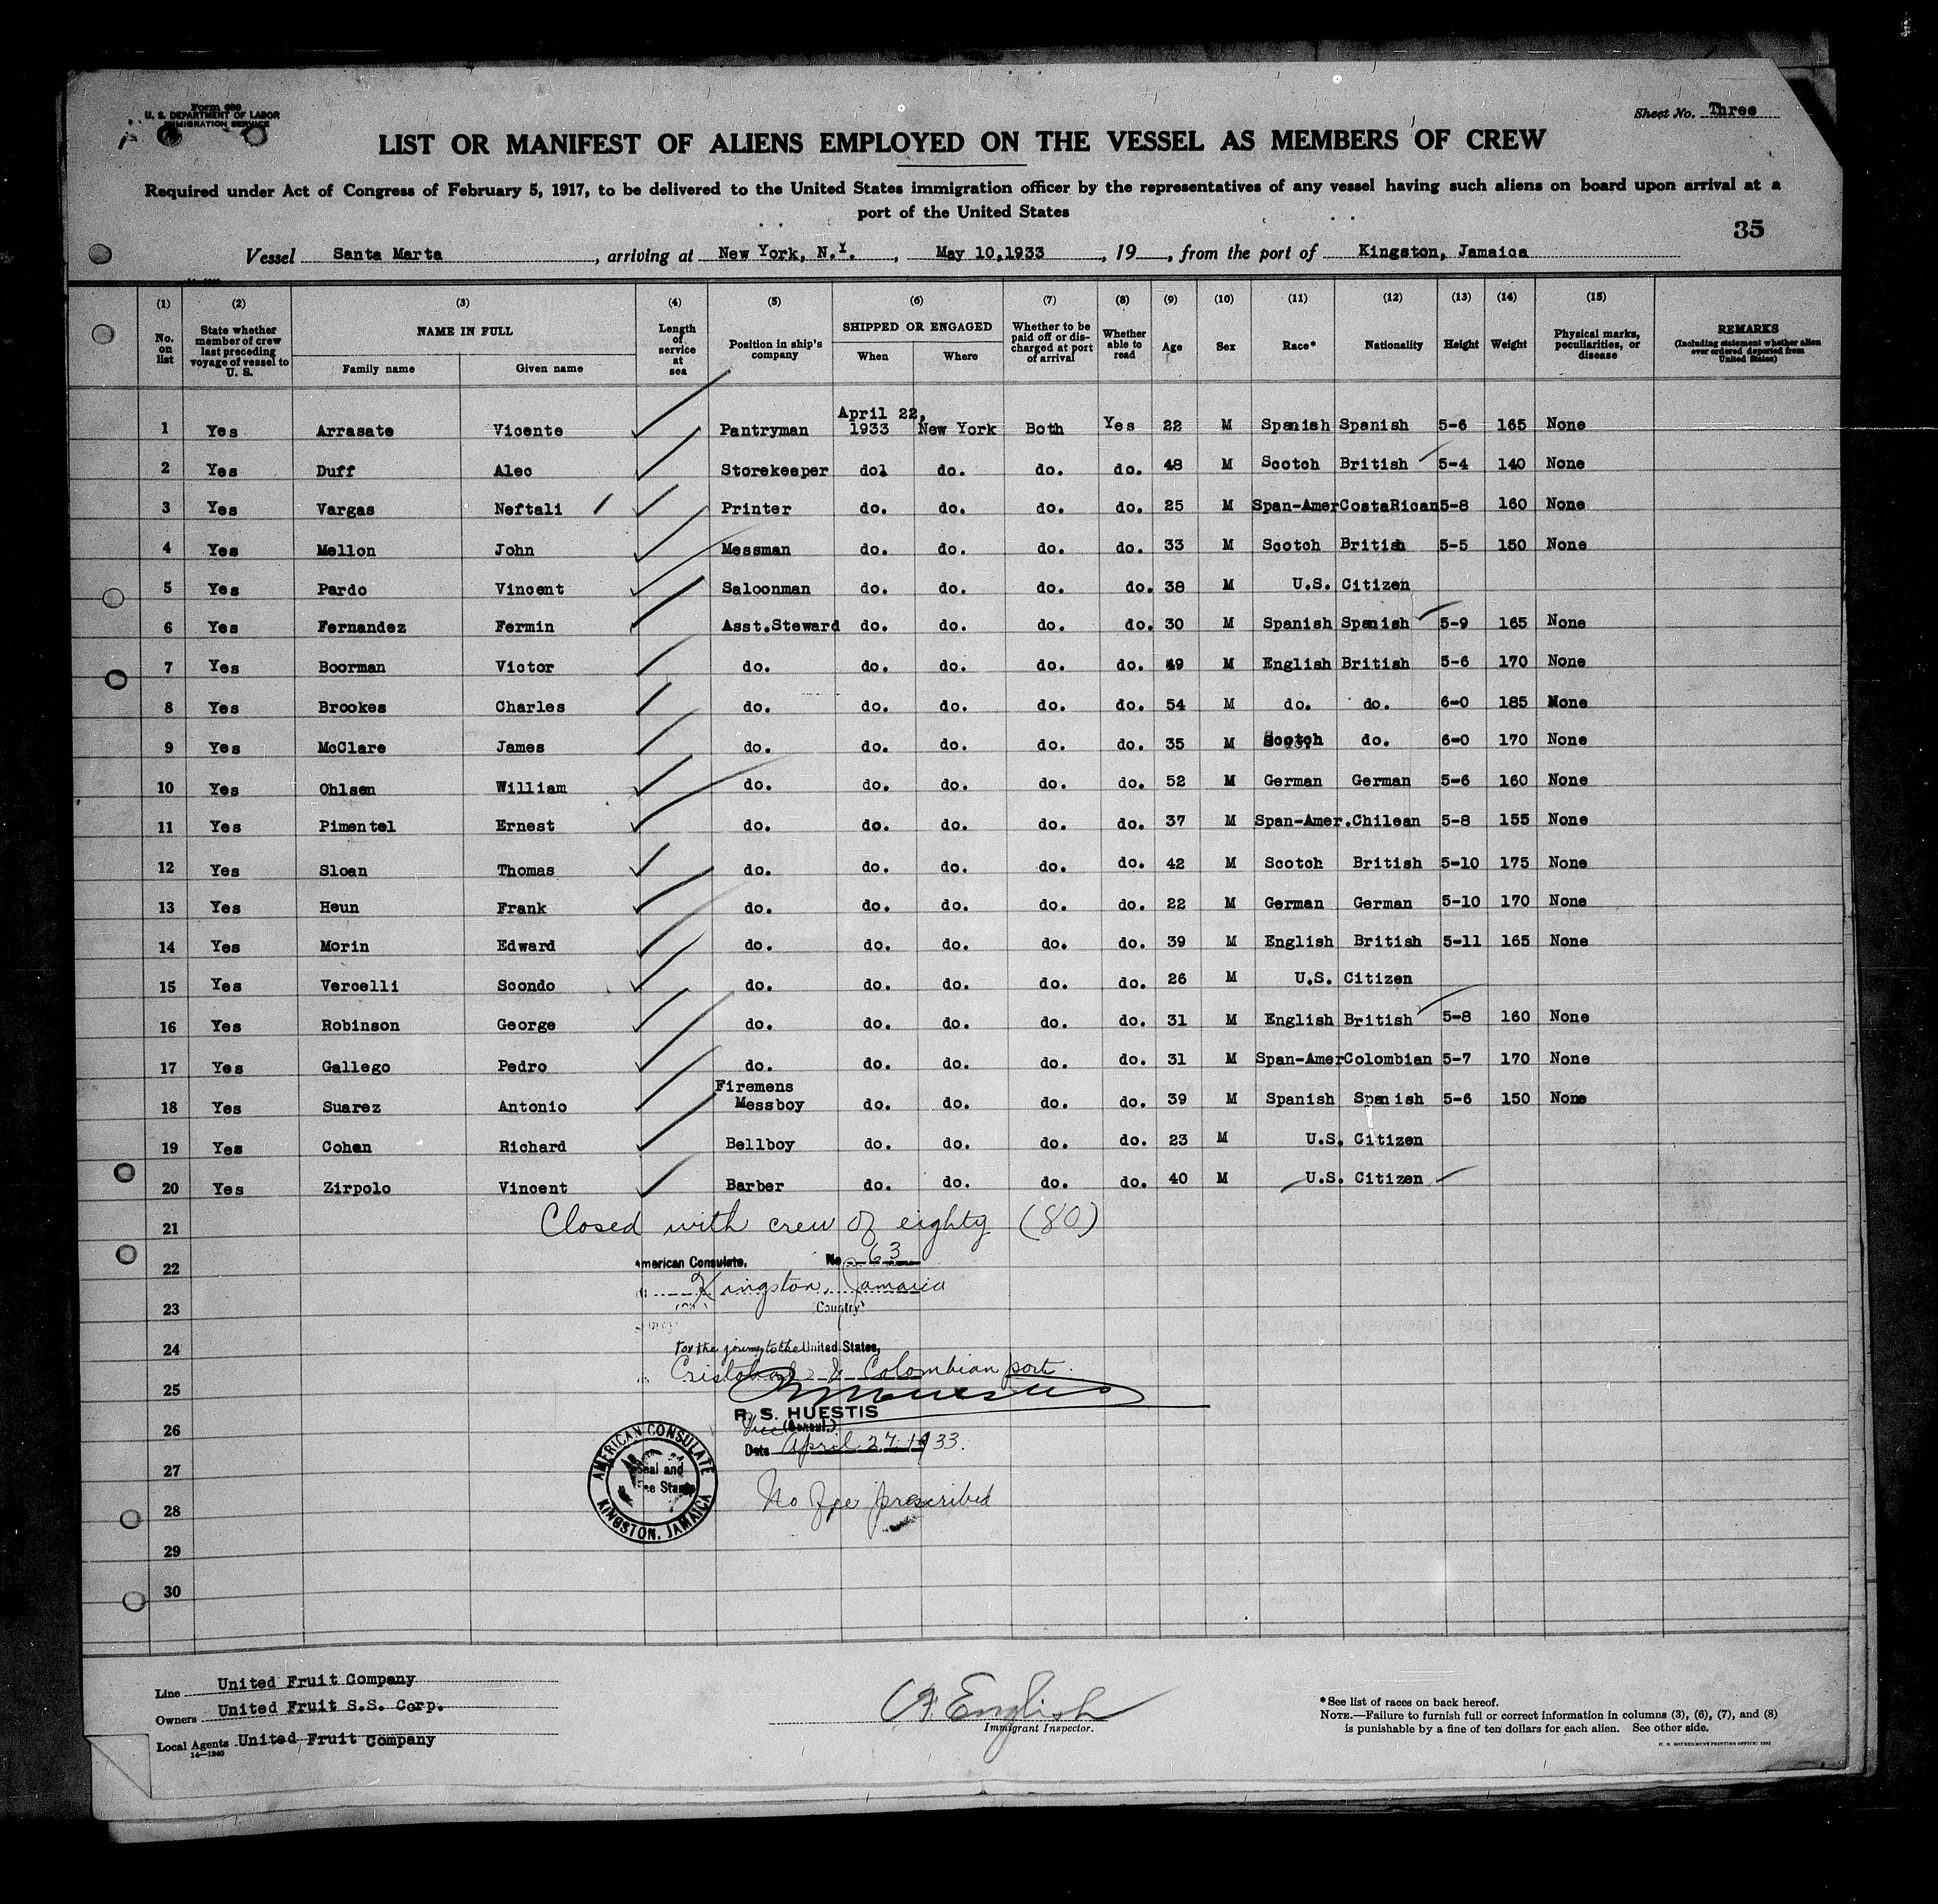 Form 680
U. S. DEPARTMENT OF LABOR
IMMIGRATION SERVICE
Sheet No. Three
LIST OR MANIFEST OF ALIENS EMPLOYED ON THE VESSEL AS MEMBERS OF CREW
Required under Act of Congress of February 5, 1917, to be delivered to the United States immigration officer by the representatives of any vessel having such aliens on board upon arrival at a
port of the United States
35
Vessel Santa Marta , arriving at New York, N.Y. , May 10,1933 , 19 , from the port of Kingston, Jamaica
(1) (2) (3) (4) (5) (6) (7) (8) (9) (10) (11) (12) (13) (14) (15)
No. on list State whether member of crew last preceding voyage of vessel to U. S. NAME IN FULL Family name Given name Length of service at sea Position in ship's company SHIPPED OR ENGAGED When Where Whether to be paid off or discharged at port of arrival Whether able to read Age Sex Race* Nationality Height Weight Physical marks, peculiarities, or disease REMARKS (Including statement whether alien ever ordered deported from United States)
1 Yes Arrasate Vicente Pantryman April 22, 1933 New York Both Yes 22 M Spanish Spanish 5-6 165 None
2 Yes Duff Alec Storekeeper do1 do. do. do. 48 M Scotch British 5-4 140 None
3 Yes Vargas Neftali Printer do. do. do. do. 25 M Span-Amer CostaRican 5-8 160 None
4 Yes Mellon John Messman do. do. do. do. 33 M Scotch British 5-5 150 None
5 Yes Pardo Vincent Saloonman do. do. do. do. 38 M U.S. Citizen
6 Yes Fernandez Fermin Asst.Steward do. do. do. do. 30 M Spanish Spanish 5-9 165 None
7 Yes Boorman Victor do. do. do. do. do. 49 M English British 5-6 170 None
8 Yes Brookes Charles do. do. do. do. do. 54 M do. do. 6-0 185 None
9 Yes McClare James do. do. do. do. do. 35 M Scotch do. 6-0 170 None
10 Yes Ohlsen William do. do. do. do. do. 52 M German German 5-6 160 None
11 Yes Pimentel Ernest do. do. do. do. do. 37 M Span-Amer. Chilean 5-8 155 None
12 Yes Sloan Thomas do. do. do. do. do. 42 M Scotch British 5-10 175 None
13 Yes Heun Frank do. do. do. do. do. 22 M German German 5-10 170 None
14 Yes Morin Edward do. do. do. do. do. 39 M English British 5-11 165 None
15 Yes Vercelli Scondo do. do. do. do. do. 26 M U.S. Citizen
16 Yes Robinson George do. do. do. do. do. 31 M English British 5-8 160 None
17 Yes Gallego Pedro do. do. do. do. do. 31 M Span-Amer Colombian 5-7 170 None
18 Yes Suarez Antonio Firemens Messboy do. do. do. do. 39 M Spanish Spanish 5-6 150 None
19 Yes Cohan Richard Bellboy do. do. do. do. 23 M U.S. Citizen
20 Yes Zirpolo Vincent Barber do. do. do. do. 40 M U.S. Citizen
21 Closed with crew of eighty (80)
22 American Consulate, No 63
Kingston, Jamaica
23 Country
24 For the journey to the United States,
Cristobal & Colombian port.
25
R. S. HUESTIS
26 Vice (Consul.)
Date April 27 1933.
AMERICAN CONSULATE
KINGSTON, JAMAICA
Seal and
Fee Stamp
27
28 No fee prescribed
29
30
Line United Fruit Company
Owners United Fruit S.S. Corp.
Local Agents United Fruit Company
14—1240
English
Immigrant Inspector.
* See list of races on back hereof.
NOTE.—Failure to furnish full or correct information in columns (3), (6), (7), and (8)
is punishable by a fine of ten dollars for each alien. See other side.
U. S. GOVERNMENT PRINTING OFFICE: 1932